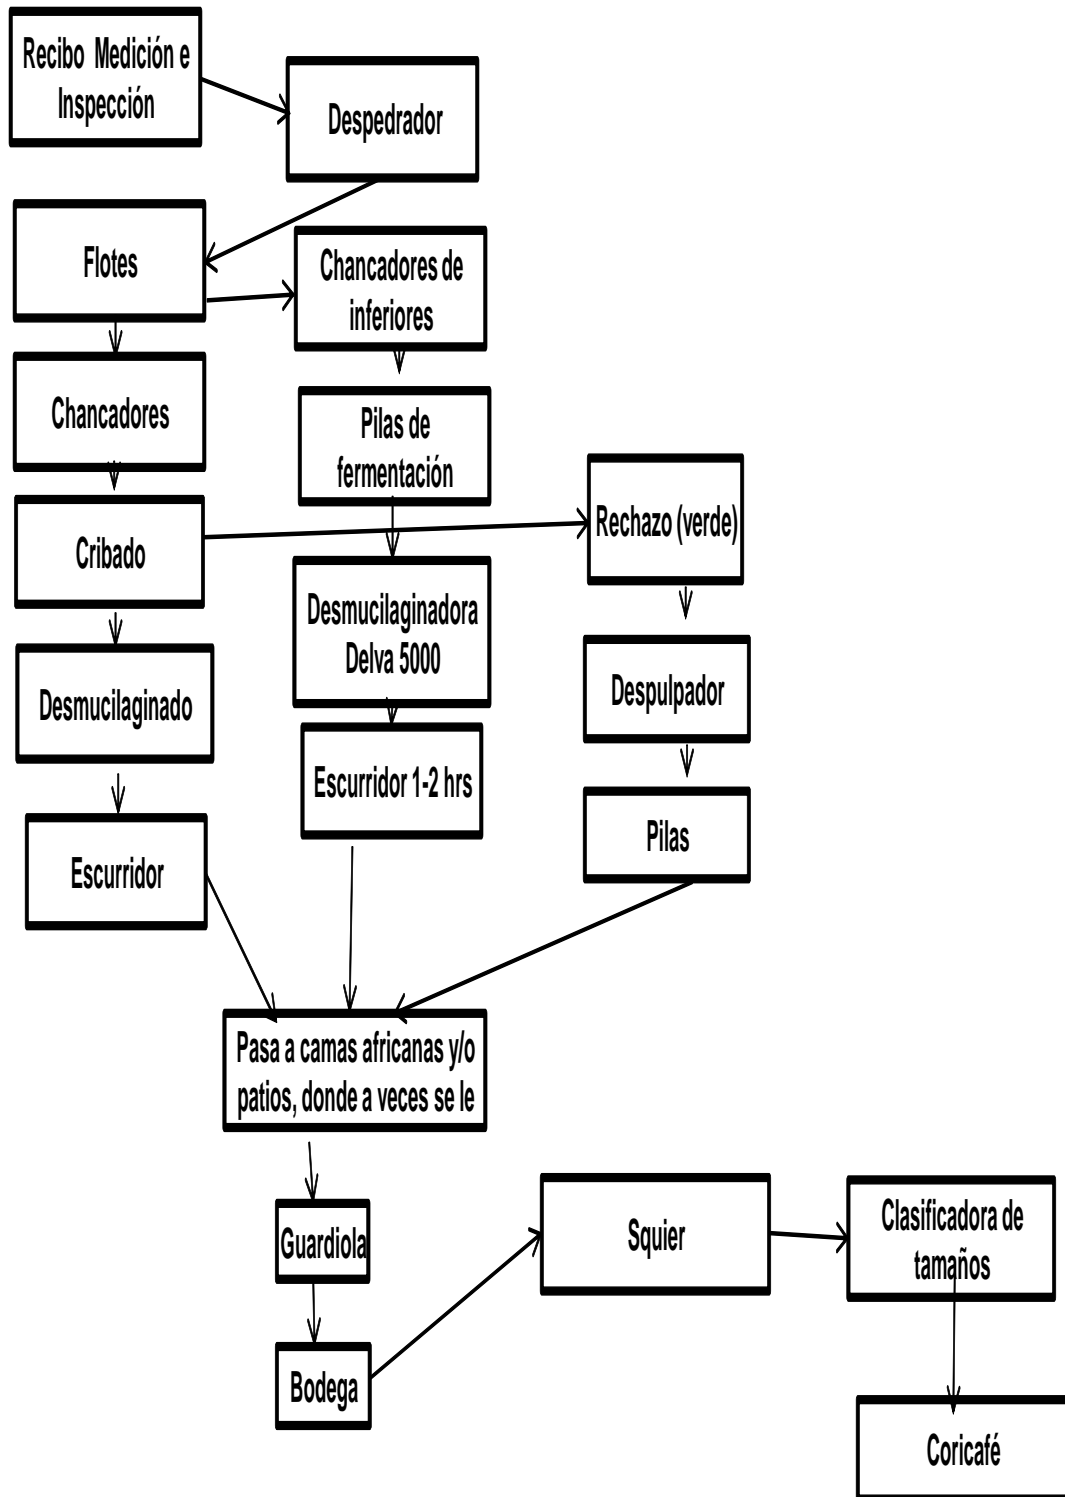 Recibo Medición e
Inspección
Despedrador
Flotes
Chancadores de
inferiores
Chancadores
Pilas de
fermentación
Rechazo (verde)
Cribado
Desmucilaginadora
Delva 5000
Desmucilaginado
Despulpador
Escurridor 1-2 hrs
Pilas
Escurridor
Pasa a camas africanas y/o
patios, donde a veces se le
Guardiola
Squier
Clasificadora de
tamaños
Bodega
Coricafé